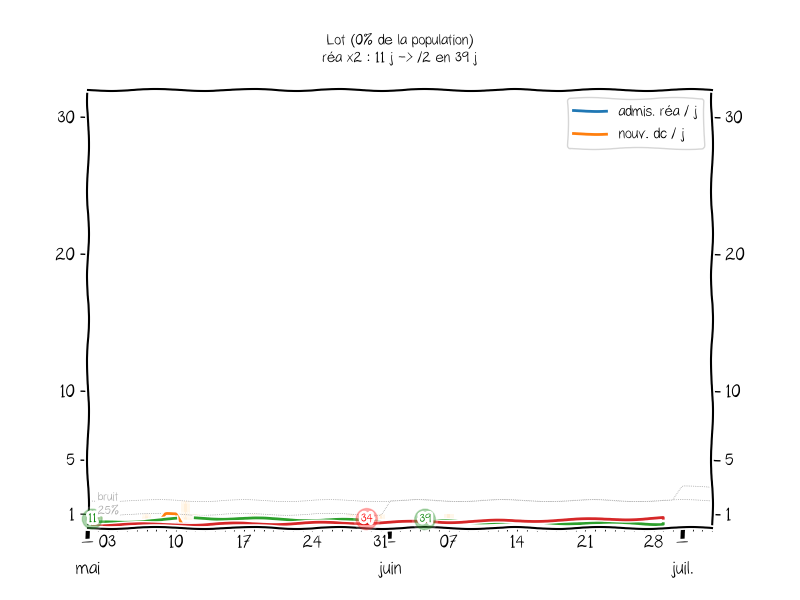 Lot (0% de la population)
réa x2 : 11 j -> /2 en 39 j
admis. réa / j
nouv. dc / j
30
30
20
20
10
10
5
5
bruit
25%
1
1
11
34
39
03
10
17
24
31
07
14
21
28
mai
juin
juil.